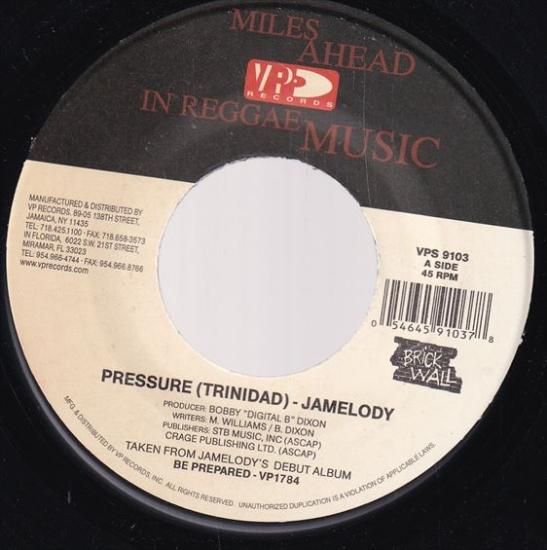 MILES
AHEAD
VP
RECORDS
IN REGGAE
MUSIC
MANUFACTURED & DISTRIBUTED BY
VP RECORDS. 89-05 138TH STREET,
JAMAICA, NY 11435
TEL: 718.425.1100 · FAX: 718-658-3573
IN FLORIDA, 6022 S.W. 21ST STREET,
MIRAMAR, FL 33023
TEL: 954.966-4744 · FAX: 954.966.8766
www.vprecords.com
VPS 9103
A SIDE
45 RPM
0 54645 91037 8
BRICK
WALL
PRESSURE (TRINIDAD) - JAMELODY
PRODUCER: BOBBY "DIGITAL B" DIXON
WRITERS: M. WILLIAMS / B. DIXON
PUBLISHERS: STB MUSIC, INC (ASCAP)
CRAGE PUBLISHING LTD. (ASCAP)
TAKEN FROM JAMELODY'S DEBUT ALBUM
BE PREPARED - VP1784
MFG. & DISTRIBUTED BY VP RECORDS, INC. ALL RIGHTS RESERVED. UNAUTHORIZED DUPLICATION IS A VIOLATION OF APPLICABLE LAWS.